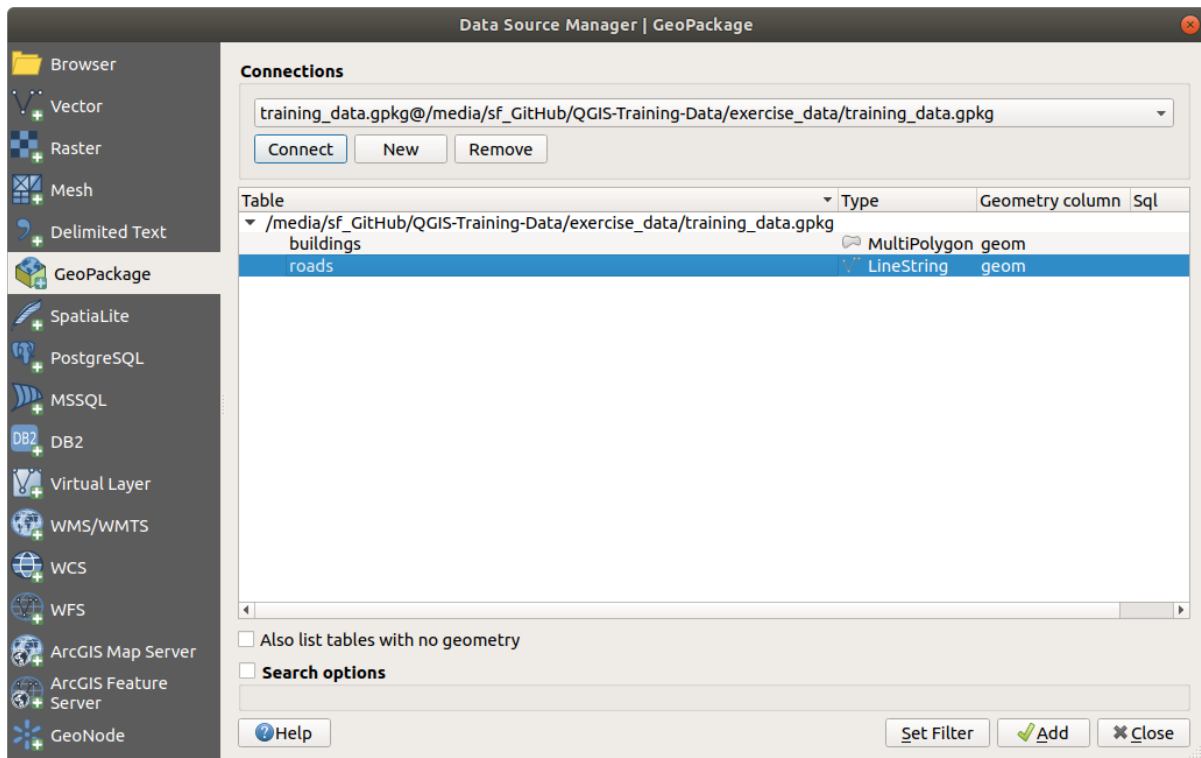 Data Source Manager | GeoPackage
Browser
Vector
Raster
Mesh
Delimited Text
GeoPackage
SpatiaLite
PostgreSQL
MSSQL
DB2
DB2
Virtual Layer
WMS/WMTS
WCS
WFS
ArcGIS Map Server
ArcGIS Feature
Server
GeoNode
Connections
training_data.gpkg@/media/sf_GitHub/QGIS-Training-Data/exercise_data/training_data.gpkg
Connect New Remove
Table Type Geometry column Sql
/media/sf_GitHub/QGIS-Training-Data/exercise_data/training_data.gpkg
buildings MultiPolygon geom
roads LineString geom
Also list tables with no geometry
Search options
Help Set Filter Add Close